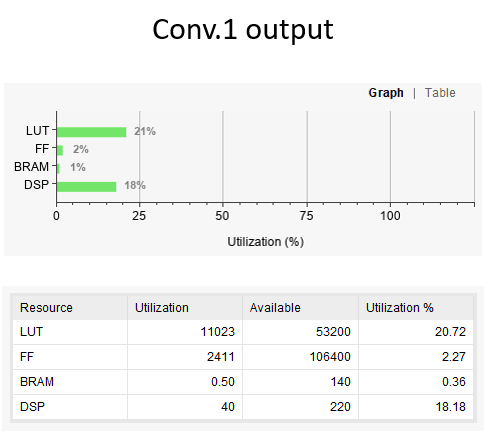 Conv.1 output
Graph | Table
LUT 21%
FF 2%
BRAM 1%
DSP 18%
0 25 50 75 100
Utilization (%)
Resource Utilization Available Utilization %
LUT 11023 53200 20.72
FF 2411 106400 2.27
BRAM 0.50 140 0.36
DSP 40 220 18.18